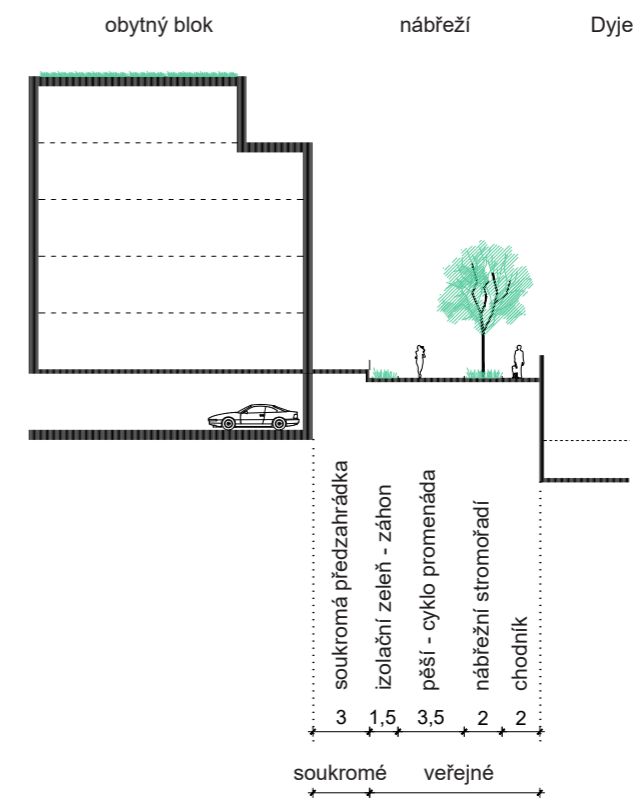 obytný blok
nábřeží
Dyje
soukromá předzahrádka
izolační zeleň - záhon
pěší - cyklo promenáda
nábřežní stromořadí
chodník
3
1,5
3,5
2
2
soukromé
veřejné